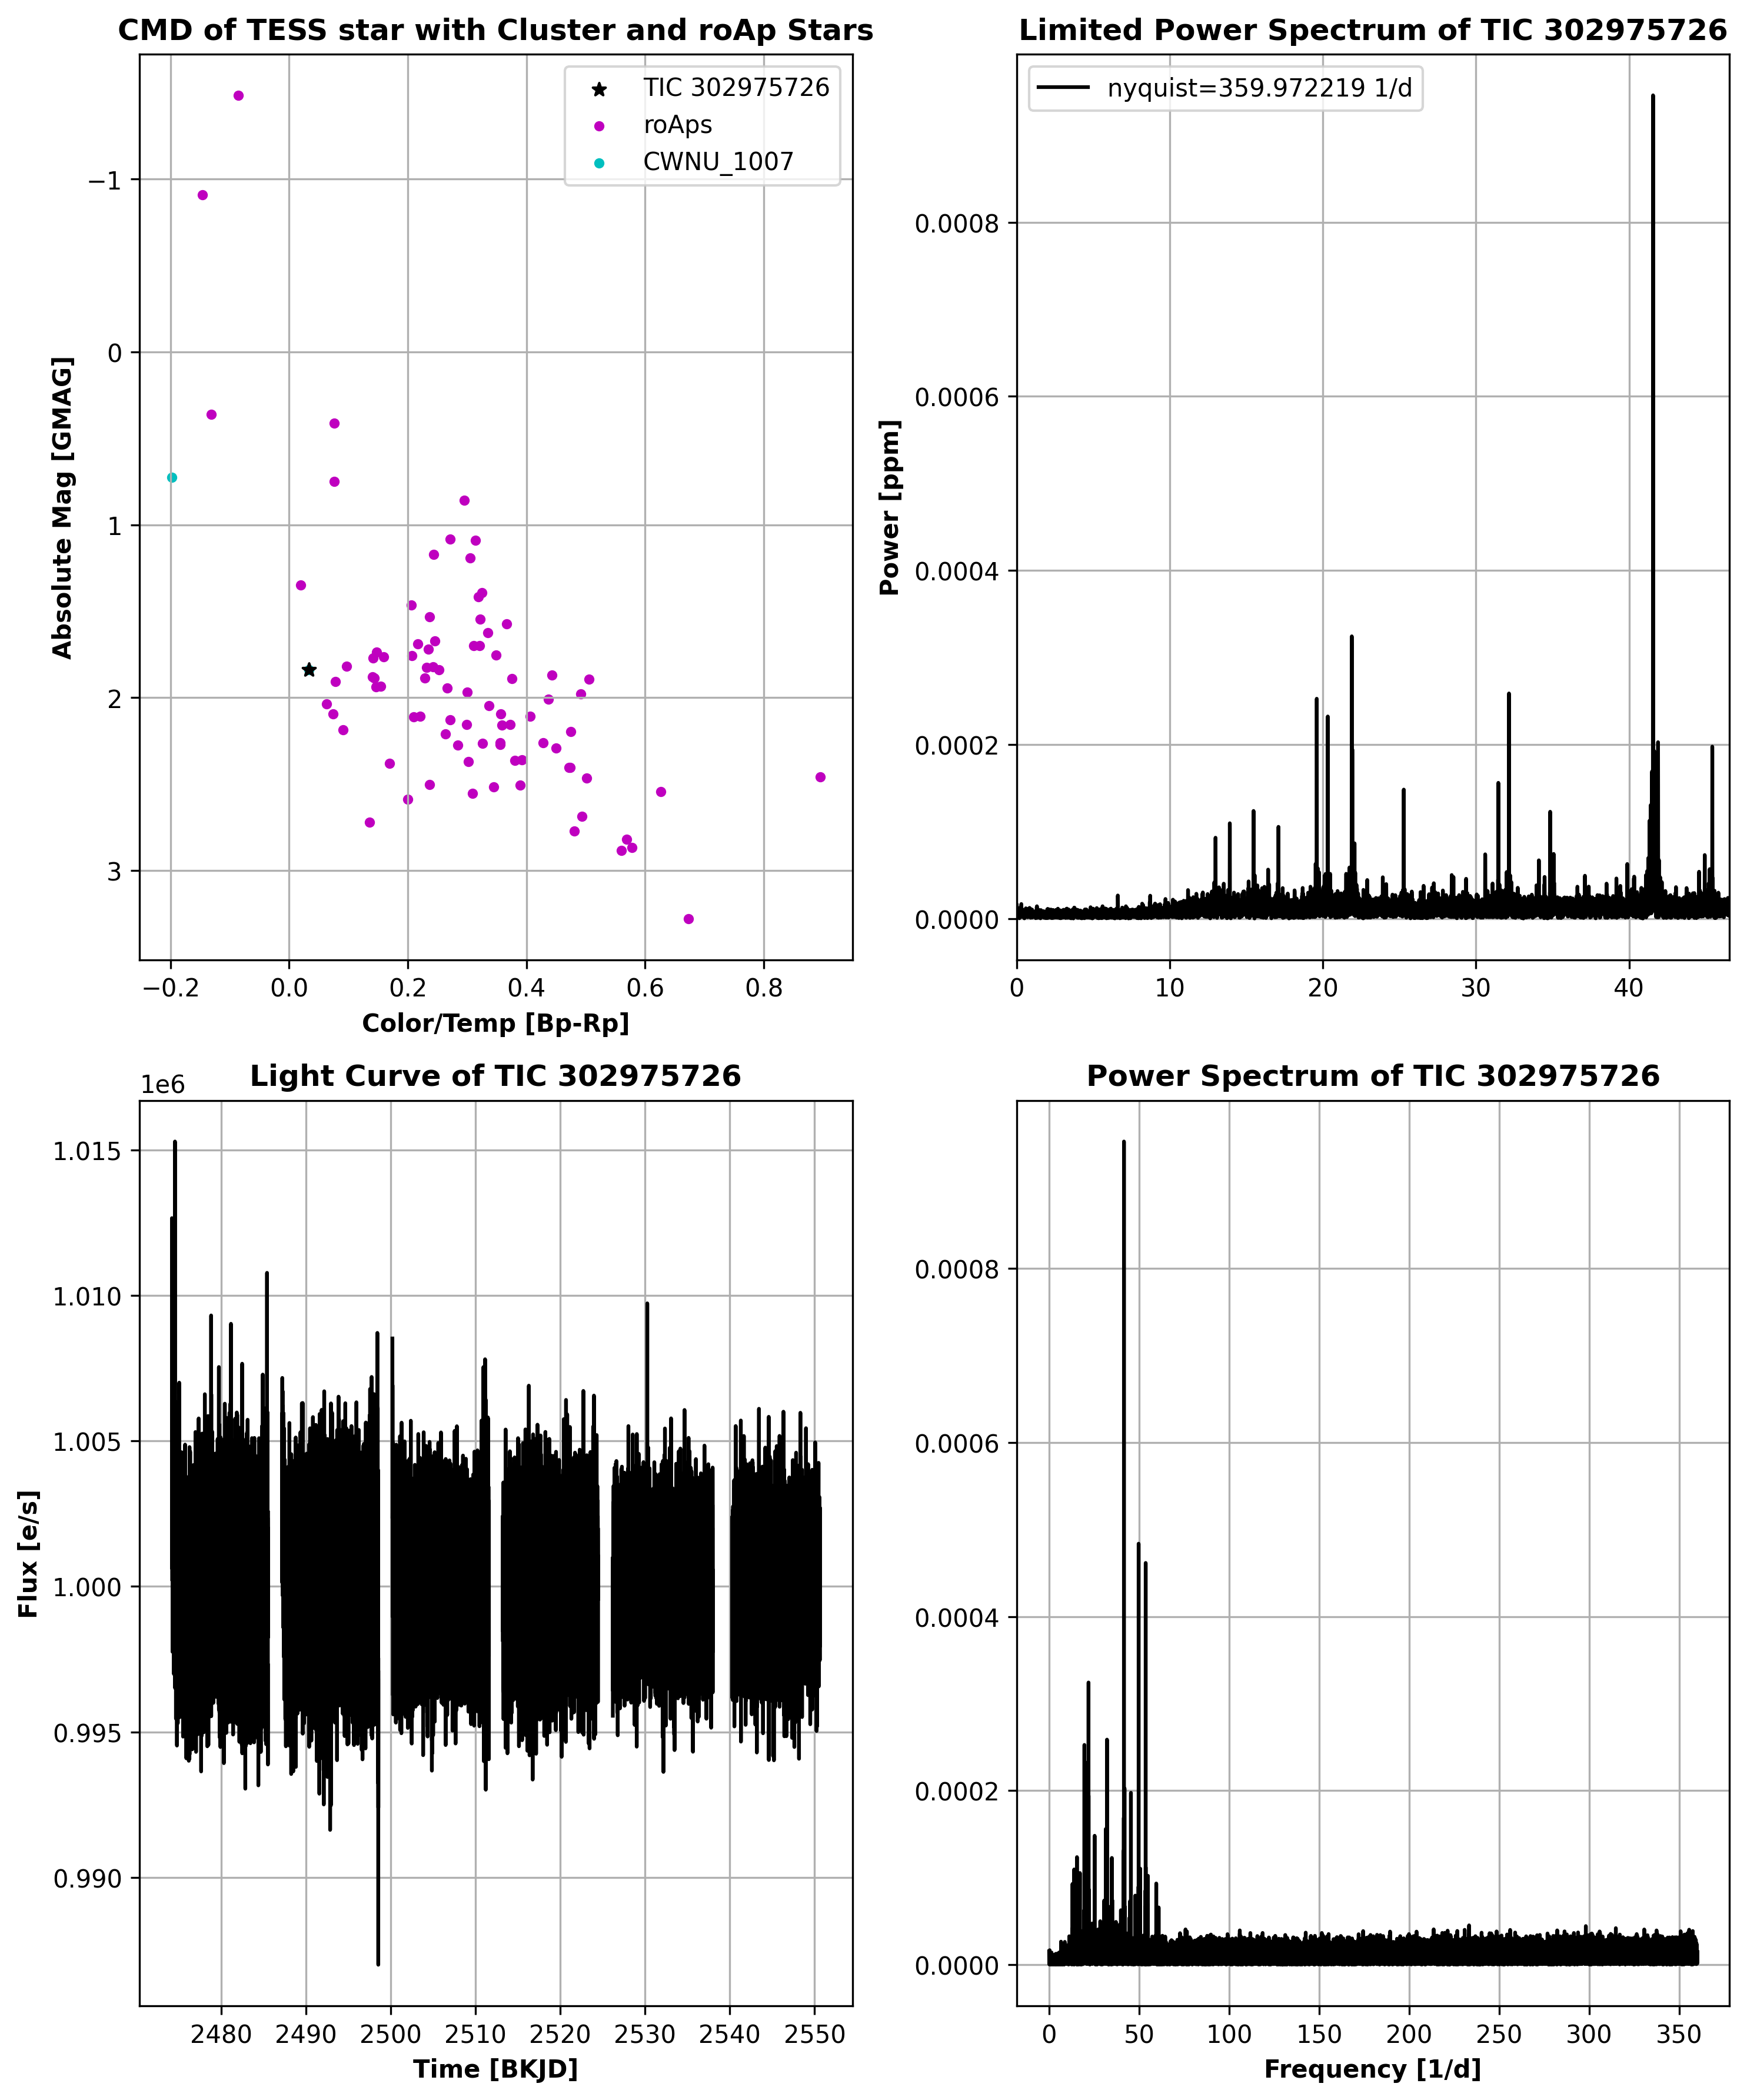 CMD of TESS star with Cluster and roAp Stars
TIC 302975726
roAps
CWNU_1007
−1
0
1
2
3
Absolute Mag [GMAG]
−0.2 0.0 0.2 0.4 0.6 0.8
Color/Temp [Bp-Rp]
Limited Power Spectrum of TIC 302975726
nyquist=359.972219 1/d
0.0008
0.0006
0.0004
0.0002
0.0000
Power [ppm]
0 10 20 30 40
Light Curve of TIC 302975726
1e6
1.015
1.010
1.005
1.000
0.995
0.990
Flux [e/s]
2480 2490 2500 2510 2520 2530 2540 2550
Time [BKJD]
Power Spectrum of TIC 302975726
0.0008
0.0006
0.0004
0.0002
0.0000
0 50 100 150 200 250 300 350
Frequency [1/d]